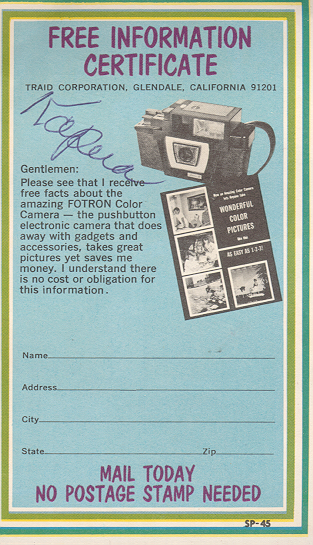 FREE INFORMATION
CERTIFICATE
TRAID CORPORATION, GLENDALE, CALIFORNIA 91201
Gentlemen:
Please see that I receive
free facts about the
amazing FOTRON Color
Camera — the pushbutton
electronic camera that does
away with gadgets and
accessories, takes great
pictures yet saves me
money. I understand there
is no cost or obligation for
this information.
WONDERFUL
COLOR
PICTURES
AS EASY AS 1-2-3!
Name
Address
City
State Zip
MAIL TODAY
NO POSTAGE STAMP NEEDED
SP-45